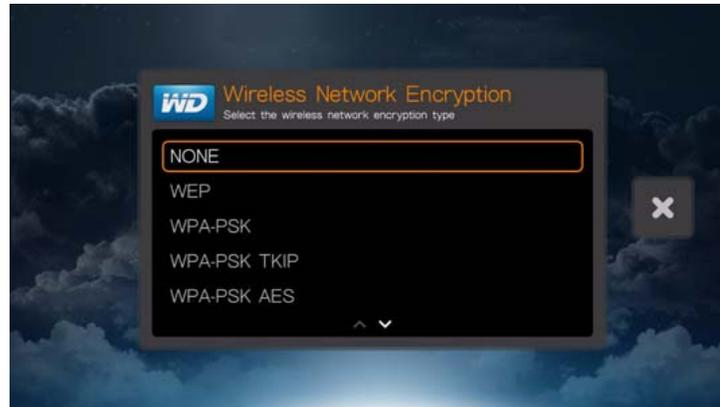 WD Wireless Network Encryption
Select the wireless network encryption type
NONE
WEP
WPA-PSK
WPA-PSK TKIP
WPA-PSK AES